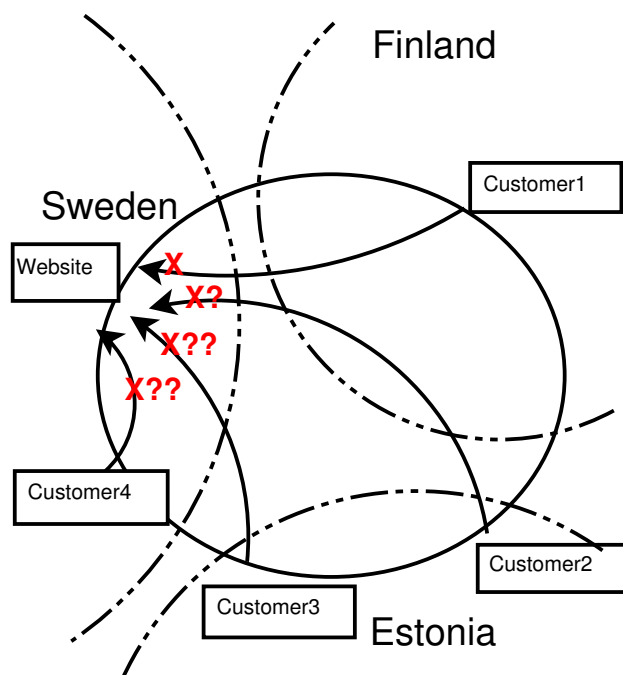 Finland
Customer1
Sweden
Website
X
X?
X??
X??
Customer4
Customer2
Customer3
Estonia